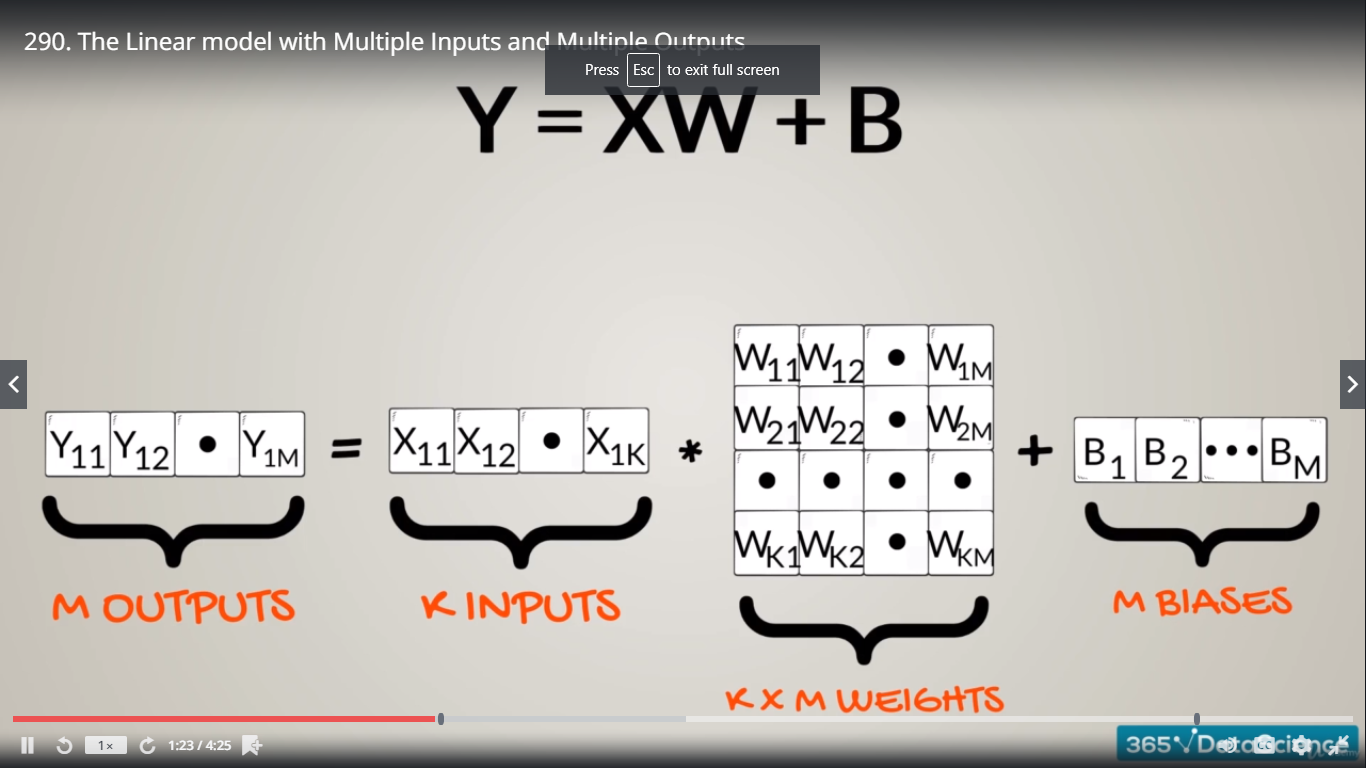 290. The Linear model with Multiple Inputs and Multiple Outputs
Press Esc to exit full screen
Y = XW + B
W11 W12 • W1M
W21 W22 • W2M
Y11 Y12 • Y1M = X11 X12 • X1K * • • • • + B1 B2 ••• BM
WK1 WK2 • WKM
M OUTPUTS
K INPUTS
M BIASES
K X M WEIGHTS
1x
1:23 / 4:25
365 DataScience